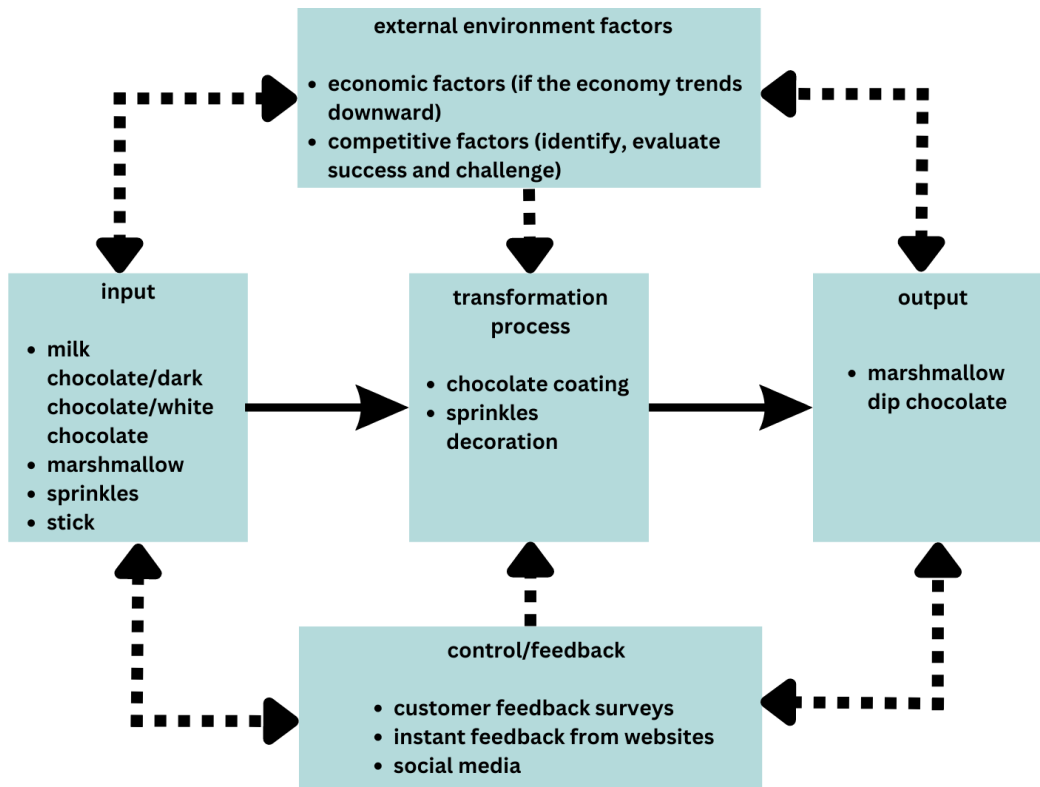 external environment factors
• economic factors (if the economy trends
downward)
• competitive factors (identify, evaluate
success and challenge)
input
• milk
chocolate/dark
chocolate/white
chocolate
• marshmallow
• sprinkles
• stick
transformation
process
• chocolate coating
• sprinkles
decoration
output
• marshmallow
dip chocolate
control/feedback
• customer feedback surveys
• instant feedback from websites
• social media